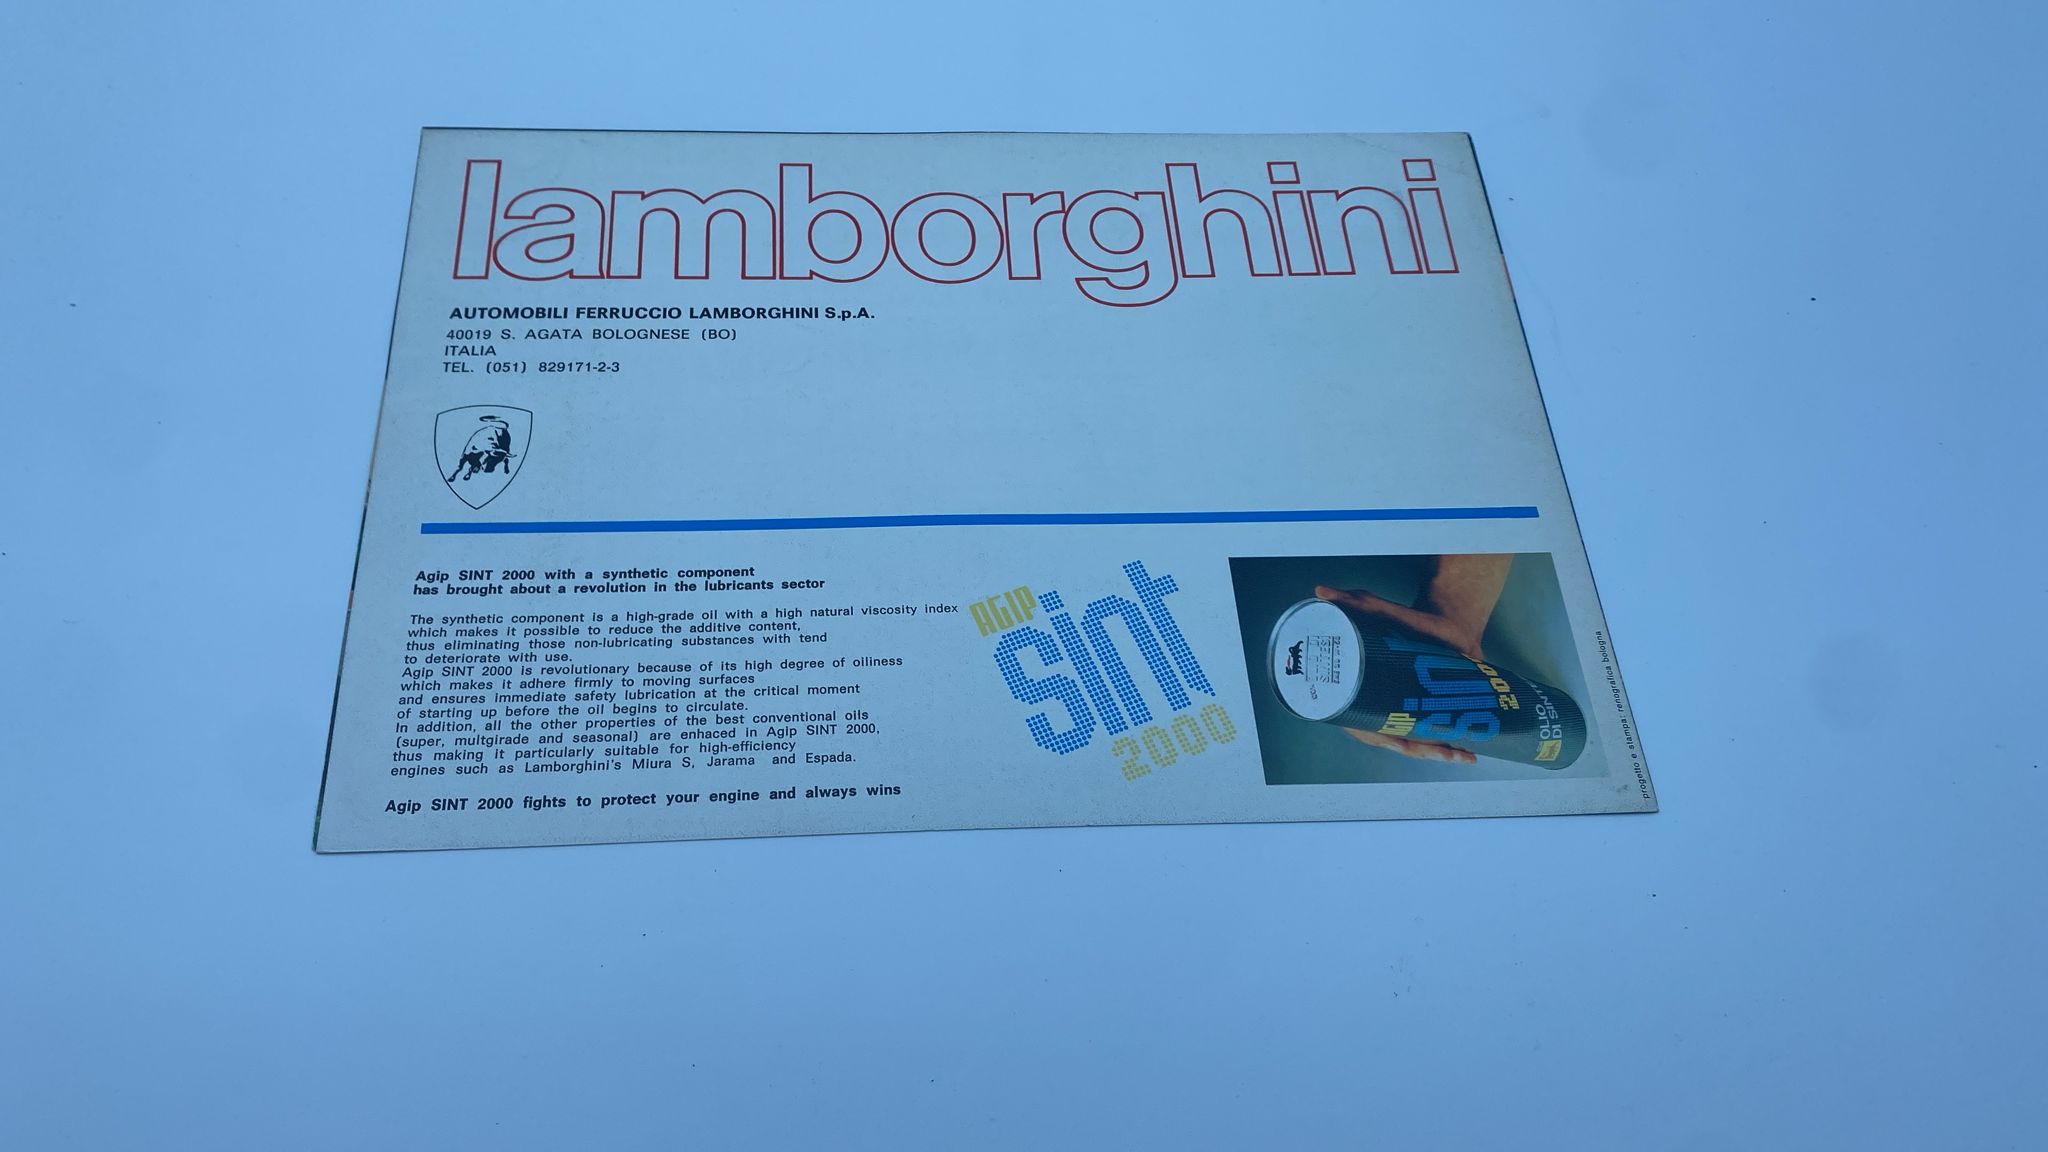 lamborghini
AUTOMOBILI FERRUCCIO LAMBORGHINI S.p.A.
40019 S. AGATA BOLOGNESE (BO)
ITALIA
TEL. (051) 829171-2-3
Agip SINT 2000 with a synthetic component
has brought about a revolution in the lubricants sector
The synthetic component is a high-grade oil with a high natural viscosity index
which makes it possible to reduce the additive content,
thus eliminating those non-lubricating substances with tend
to deteriorate with use.
Agip SINT 2000 is revolutionary because of its high degree of oiliness
which makes it adhere firmly to moving surfaces
and ensures immediate safety lubrication at the critical moment
of starting up before the oil begins to circulate.
In addition, all the other properties of the best conventional oils
(super, multgirade and seasonal) are enhaced in Agip SINT 2000,
thus making it particularly suitable for high-efficiency
engines such as Lamborghini's Miura S, Jarama and Espada.
Agip SINT 2000 fights to protect your engine and always wins
AGIP
sint
2000
AGIP
sint
2000
OLIO
DI SINT
progetto e stampa: renografica bologna